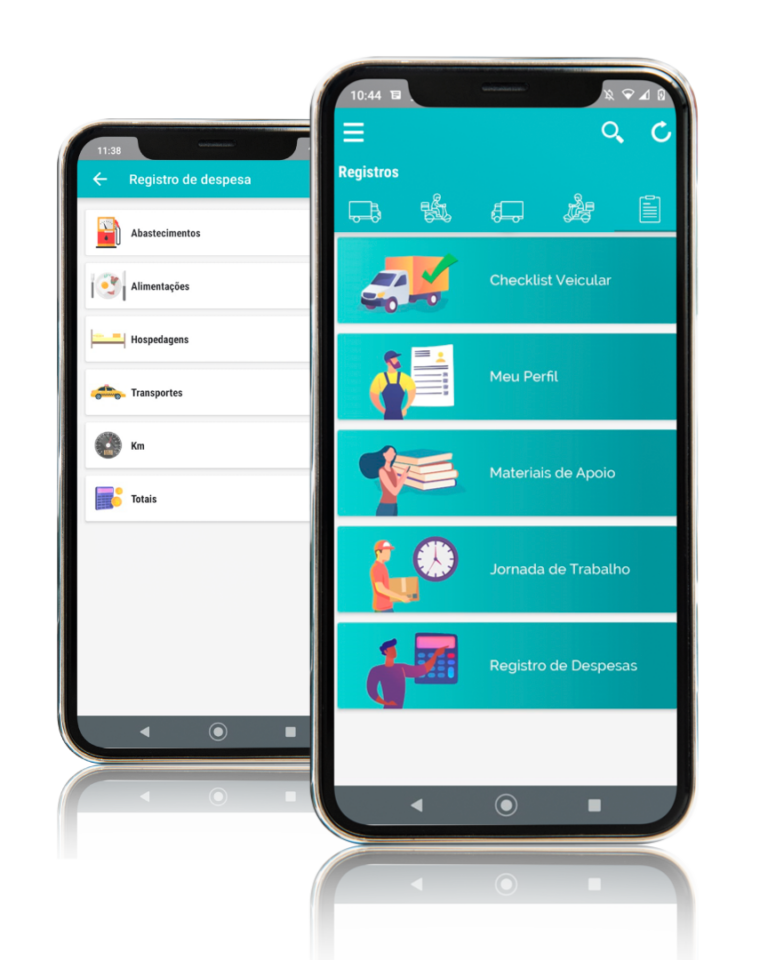 11:38
Registro de despesa
Abastecimentos
Alimentações
Hospedagens
Transportes
Km
Totais
10:44
Registros
Checklist Veicular
Meu Perfil
Materiais de Apoio
Jornada de Trabalho
Registro de Despesas